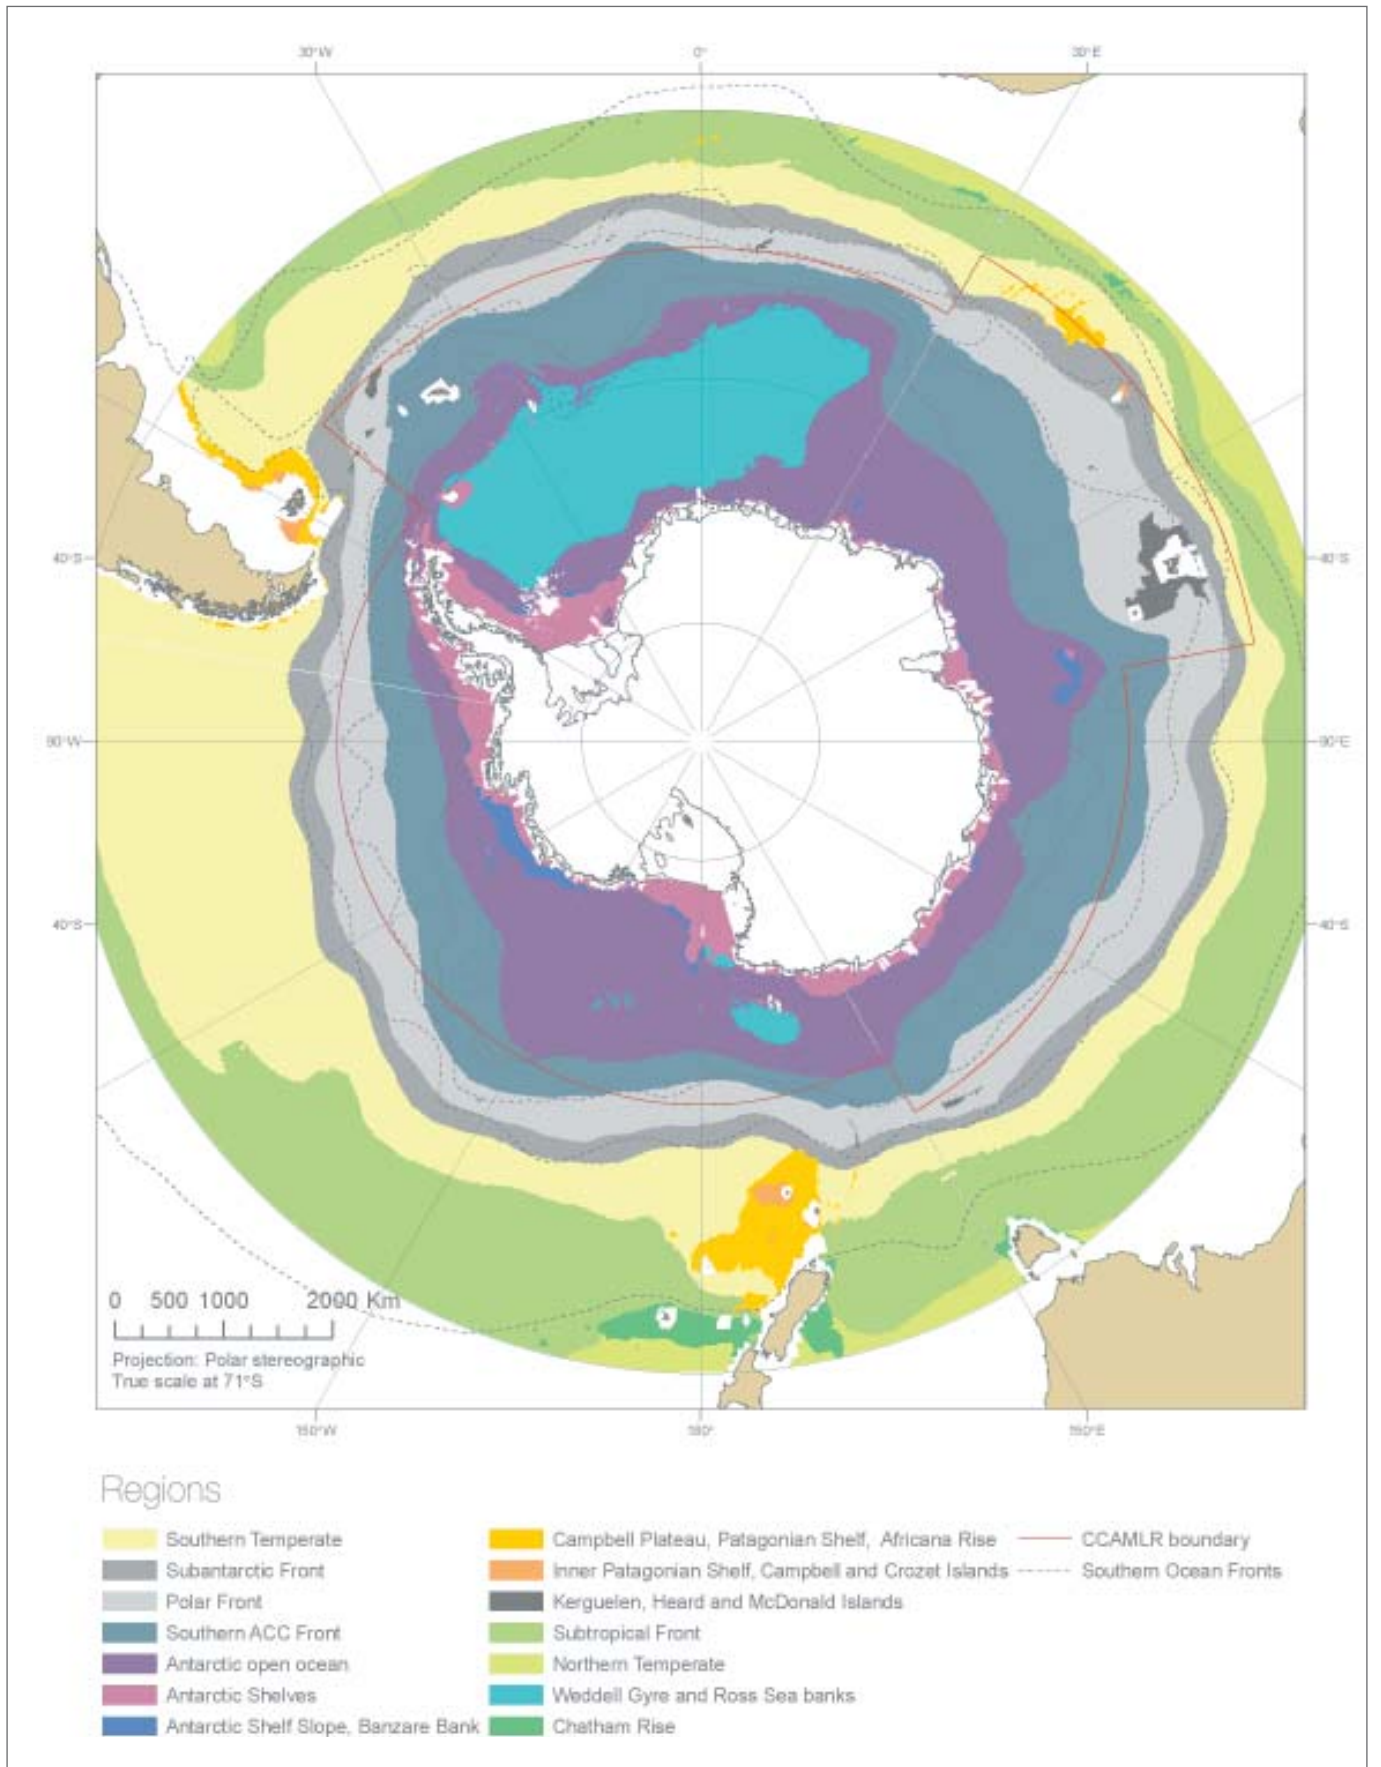 30°W 0° 30°E
40°S 40°S
90°W 90°E
40°S 40°S
0 500 1000 2000 Km
Projection: Polar stereographic
True scale at 71°S
150°W 180° 150°E
Regions
Southern Temperate
Subantarctic Front
Polar Front
Southern ACC Front
Antarctic open ocean
Antarctic Shelves
Antarctic Shelf Slope, Banzare Bank
Campbell Plateau, Patagonian Shelf, Africana Rise
Inner Patagonian Shelf, Campbell and Crozet Islands
Kerguelen, Heard and McDonald Islands
Subtropical Front
Northern Temperate
Weddell Gyre and Ross Sea banks
Chatham Rise
CCAMLR boundary
Southern Ocean Fronts